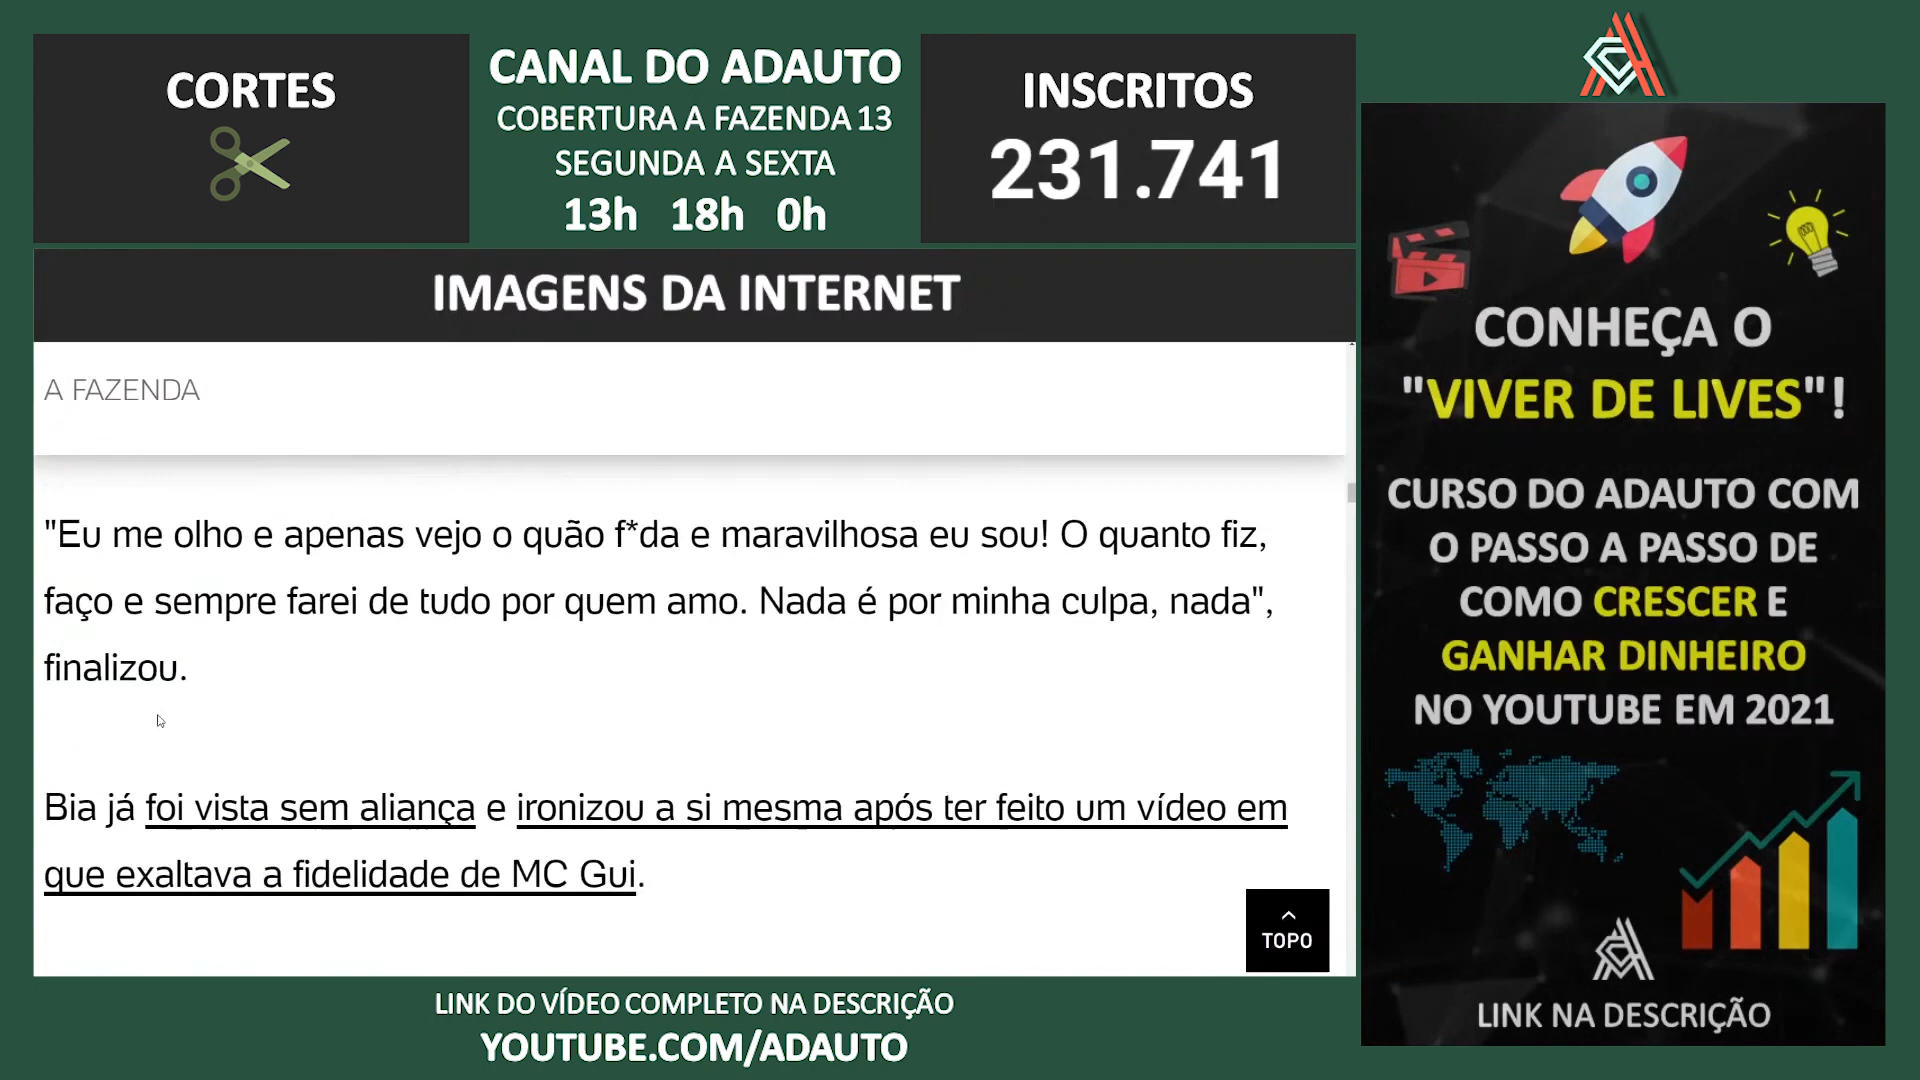 CORTES
CANAL DO ADAUTO
COBERTURA A FAZENDA 13
SEGUNDA A SEXTA
13h 18h 0h
INSCRITOS
231.741
IMAGENS DA INTERNET
A FAZENDA
"Eu me olho e apenas vejo o quão f*da e maravilhosa eu sou! O quanto fiz,
faço e sempre farei de tudo por quem amo. Nada é por minha culpa, nada",
finalizou.
Bia já foi vista sem aliança e ironizou a si mesma após ter feito um vídeo em
que exaltava a fidelidade de MC Gui.
TOPO
LINK DO VÍDEO COMPLETO NA DESCRIÇÃO
YOUTUBE.COM/ADAUTO
CONHEÇA O
"VIVER DE LIVES"!
CURSO DO ADAUTO COM
O PASSO A PASSO DE
COMO CRESCER E
GANHAR DINHEIRO
NO YOUTUBE EM 2021
LINK NA DESCRIÇÃO